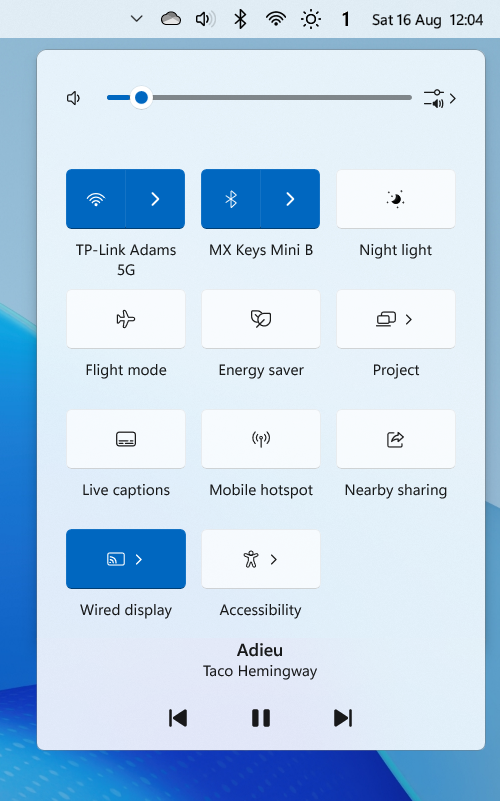 1 Sat 16 Aug 12:04
TP-Link Adams
5G
MX Keys Mini B
Night light
Flight mode
Energy saver
Project
Live captions
Mobile hotspot
Nearby sharing
Wired display
Accessibility
Adieu
Taco Hemingway